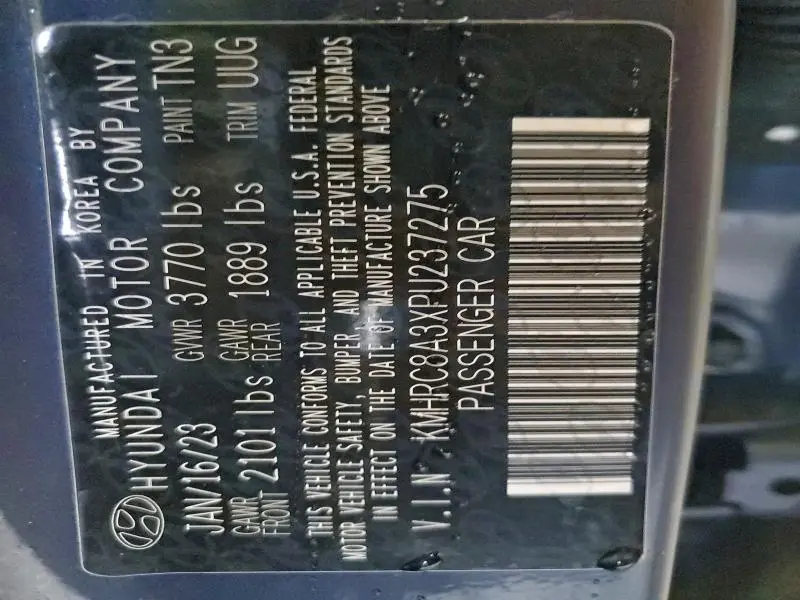 MANUFACTURED IN KOREA BY
HYUNDAI MOTOR COMPANY
JAN/16/23 GVWR 3770 lbs PAINT TN3
GAWR FRONT 2101 lbs GAWR REAR 1889 lbs TRIM UUG
THIS VEHICLE CONFORMS TO ALL APPLICABLE U.S.A. FEDERAL
MOTOR VEHICLE SAFETY, BUMPER AND THEFT PREVENTION STANDARDS
IN EFFECT ON THE DATE OF MANUFACTURE SHOWN ABOVE
V.I.N: KMHRC8A3XPU237275
PASSENGER CAR